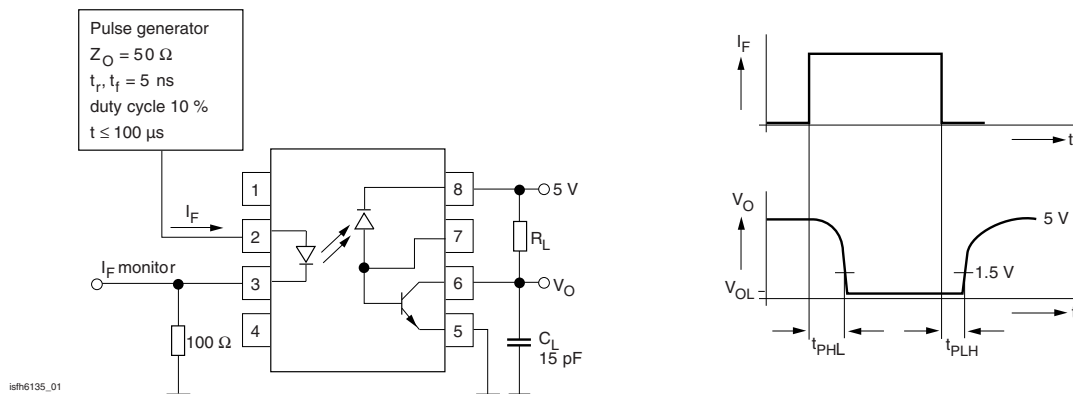 Pulse generator
Z_O = 50 Ω
t_r, t_f = 5 ns
duty cycle 10 %
t ≤ 100 µs
I_F
I_F monitor
100 Ω
1
2
3
4
8
7
6
5
5 V
R_L
V_O
C_L
15 pF
isfh6135_01
I_F
t
V_O
5 V
1.5 V
V_OL
t
t_PHL
t_PLH